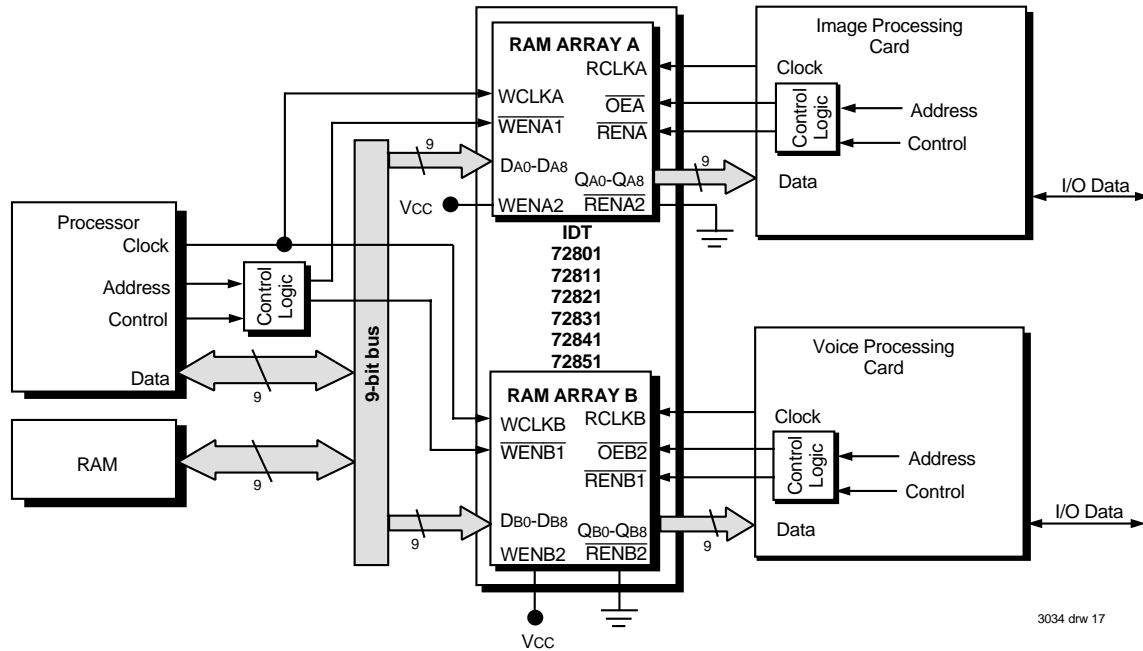 Processor
Clock
Address
Control
Data
9
Control
Logic
RAM
9
9-bit bus
9
9
VCC
RAM ARRAY A
RCLKA
WCLKA
OEA
WENA1
RENA
DA0-DA8
QA0-QA8
WENA2
RENA2
IDT
72801
72811
72821
72831
72841
72851
RAM ARRAY B
RCLKB
WCLKB
OEB2
WENB1
RENB1
DB0-DB8
QB0-QB8
WENB2
RENB2
VCC
9
9
Image Processing
Card
Clock
Control
Logic
Address
Control
Data
I/O Data
Voice Processing
Card
Clock
Control
Logic
Address
Control
Data
I/O Data
3034 drw 17